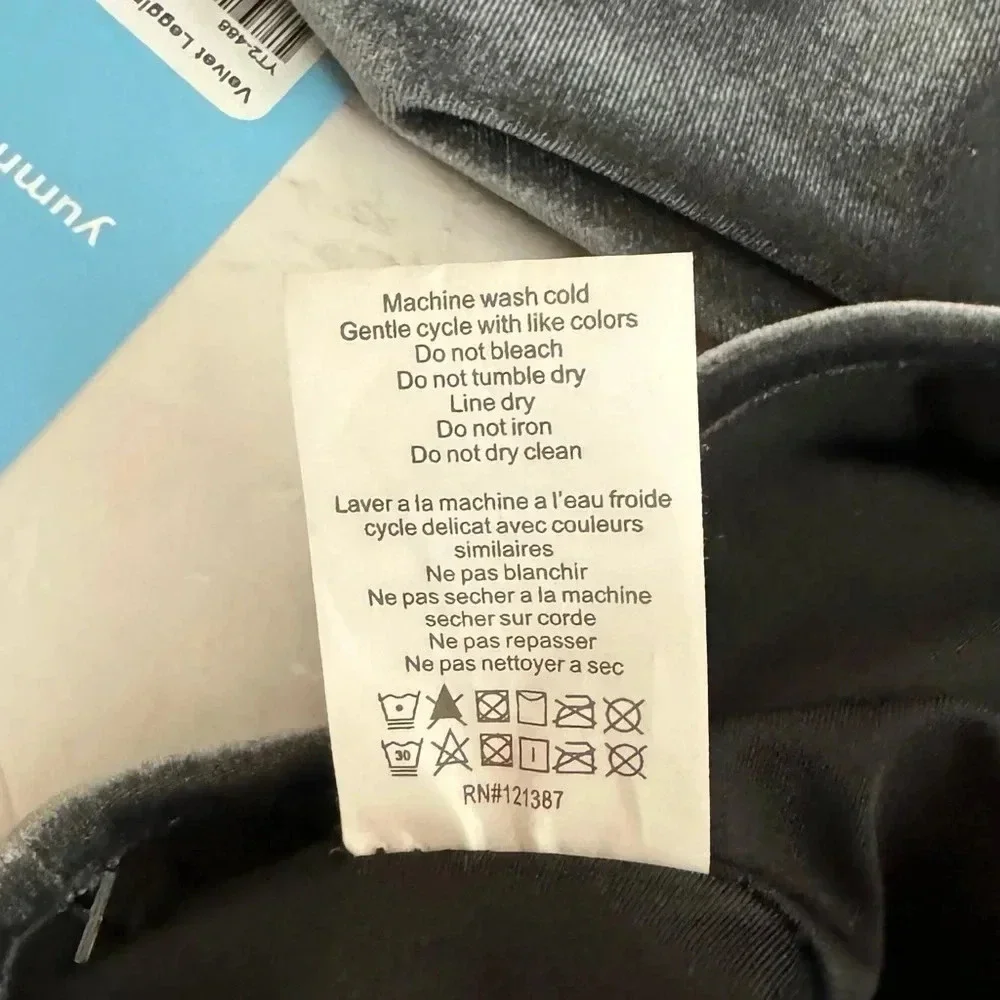 Velvet Leggin
YT2-488
yumm
Machine wash cold
Gentle cycle with like colors
Do not bleach
Do not tumble dry
Line dry
Do not iron
Do not dry clean
Laver a la machine a l'eau froide
cycle delicat avec couleurs
similaires
Ne pas blanchir
Ne pas secher a la machine
secher sur corde
Ne pas repasser
Ne pas nettoyer a sec
30
RN#121387